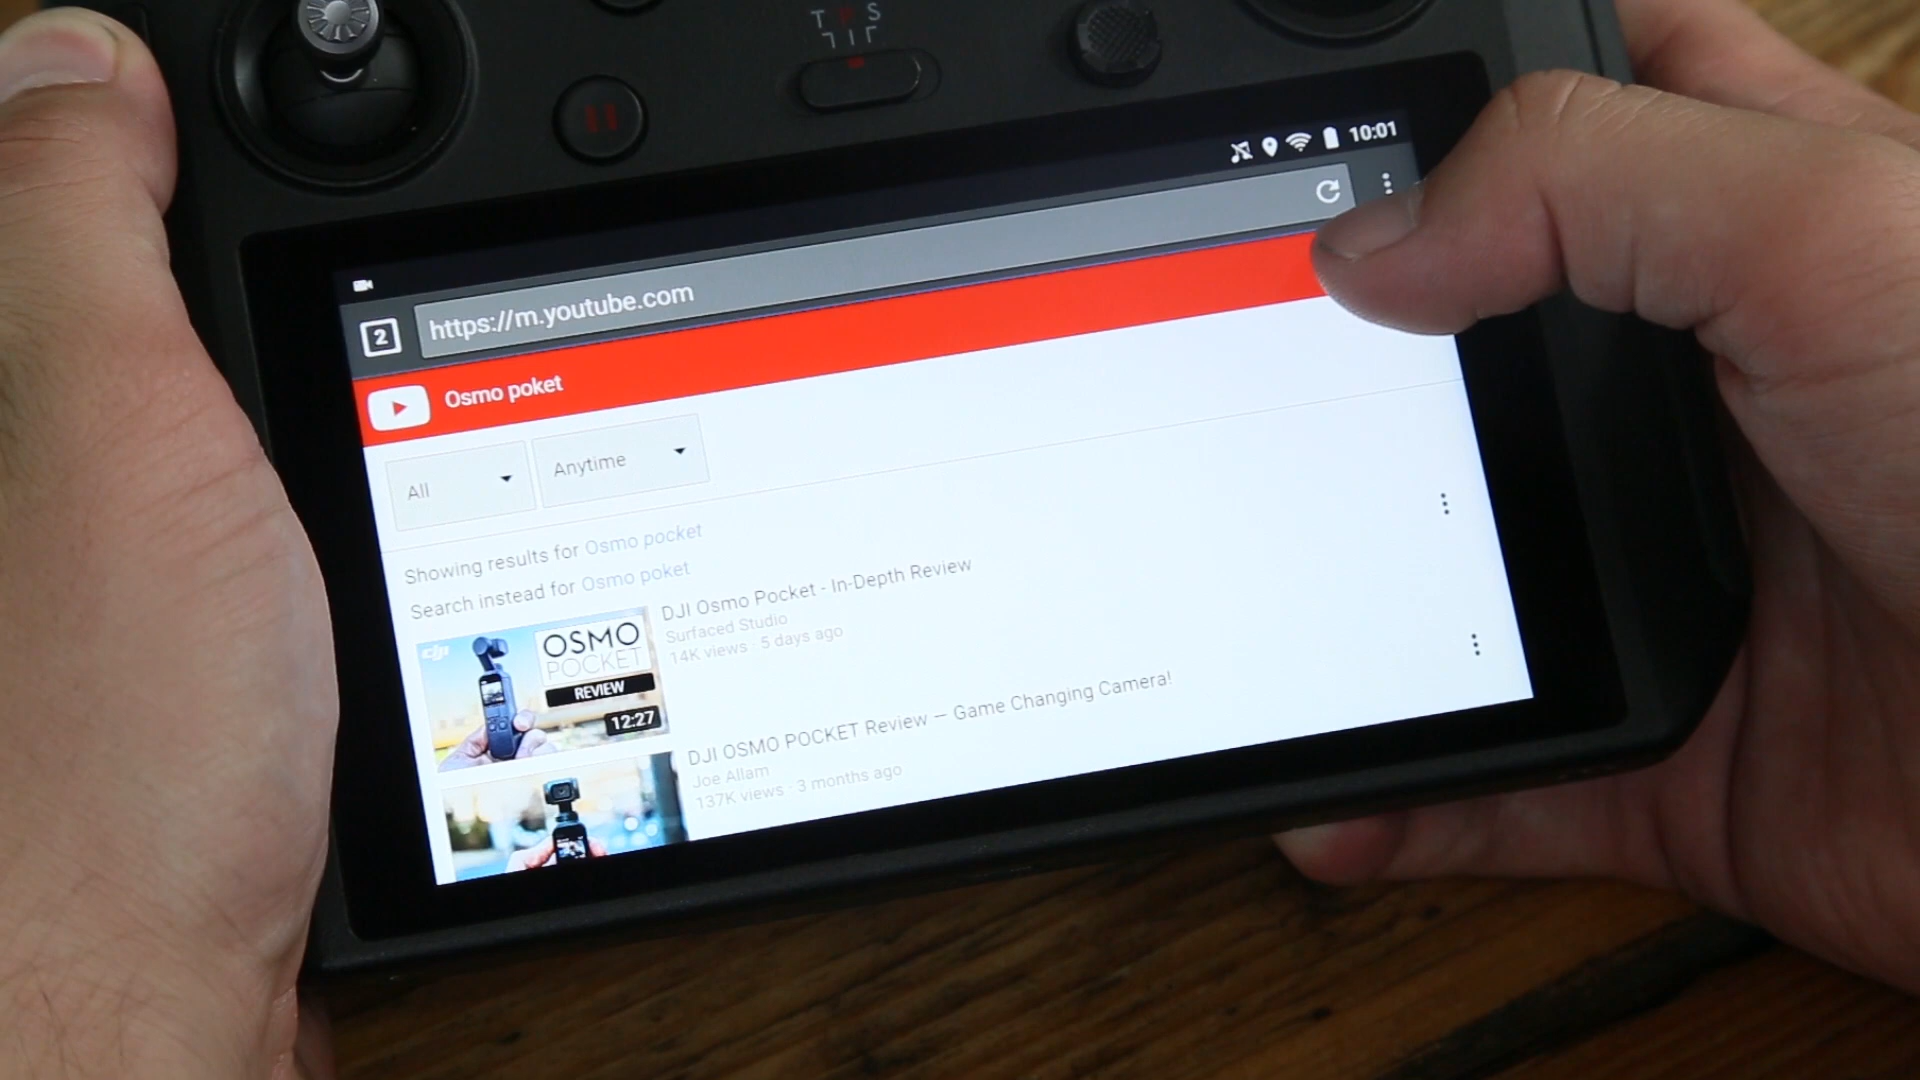 T P S
10:01
2
https://m.youtube.com
Osmo poket
All
Anytime
Showing results for Osmo pocket
Search instead for Osmo poket
DJI Osmo Pocket - In-Depth Review
Surfaced Studio
14K views · 5 days ago
dji
OSMO
POCKET
REVIEW
12:27
DJI OSMO POCKET Review – Game Changing Camera!
Joe Allam
137K views · 3 months ago